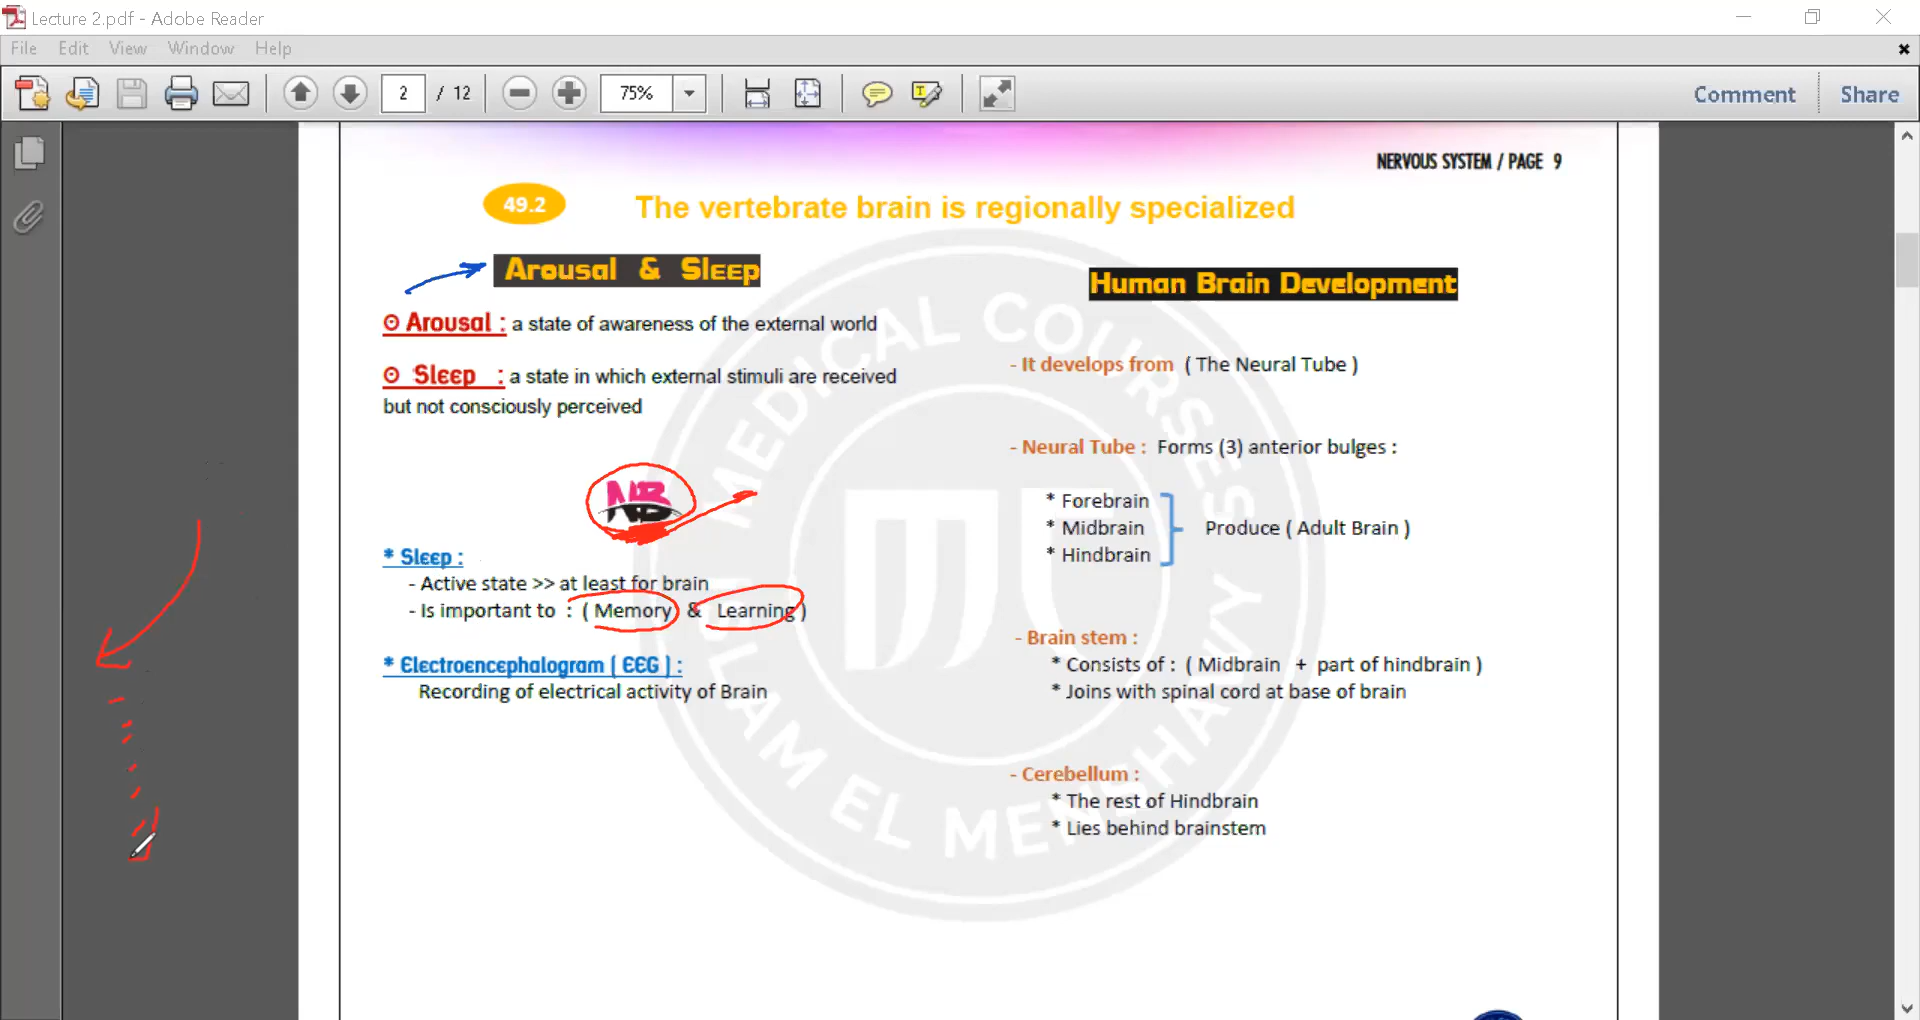 Lecture 2.pdf - Adobe Reader
File Edit View Window Help
2 / 12 75% Comment Share
NERVOUS SYSTEM / PAGE 9
49.2 The vertebrate brain is regionally specialized
Arousal & Sleep
Arousal : a state of awareness of the external world
Sleep : a state in which external stimuli are received
but not consciously perceived
NB
* Sleep :
- Active state >> at least for brain
- Is important to : ( Memory & Learning )
* Electroencephalogram ( EEG ) :
Recording of electrical activity of Brain
Human Brain Development
- It develops from ( The Neural Tube )
- Neural Tube : Forms (3) anterior bulges :
* Forebrain
* Midbrain Produce ( Adult Brain )
* Hindbrain
- Brain stem :
* Consists of : ( Midbrain + part of hindbrain )
* Joins with spinal cord at base of brain
- Cerebellum :
* The rest of Hindbrain
* Lies behind brainstem
MEDICAL COURSES
ISLAM EL MENSHAWY